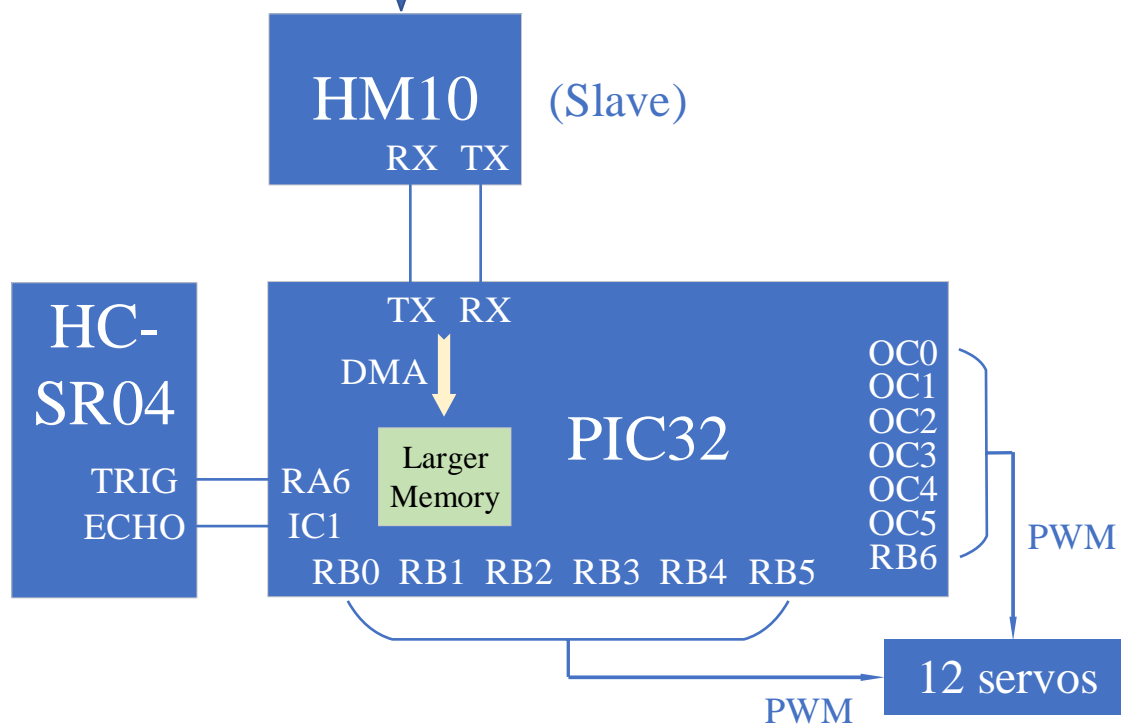 HM10
(Slave)
RX TX
HC-
SR04
TRIG
ECHO
TX RX
DMA
Larger
Memory
PIC32
RA6
IC1
RB0 RB1 RB2 RB3 RB4 RB5
OC0
OC1
OC2
OC3
OC4
OC5
RB6
PWM
12 servos
PWM